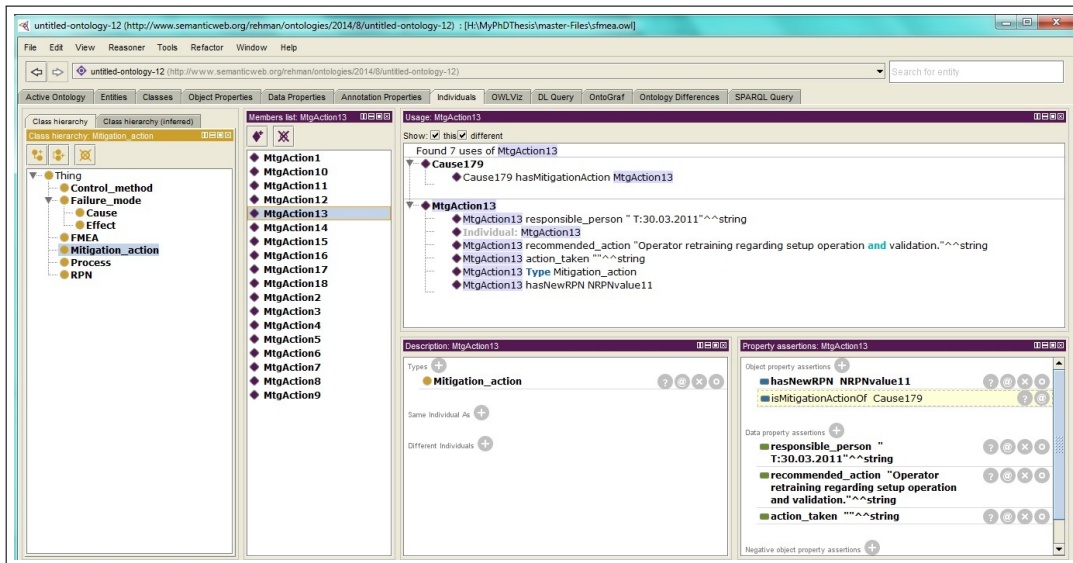 untitled-ontology-12 (http://www.semanticweb.org/rehman/ontologies/2014/8/untitled-ontology-12) : [H:\MyPhDThesis\master-Files\sfmea.owl]
File Edit View Reasoner Tools Refactor Window Help
untitled-ontology-12 (http://www.semanticweb.org/rehman/ontologies/2014/8/untitled-ontology-12)
Search for entity
Active Ontology Entities Classes Object Properties Data Properties Annotation Properties Individuals OWLViz DL Query OntoGraf Ontology Differences SPARQL Query
Class hierarchy Class hierarchy (inferred)
Class hierarchy: Mitigation_action
Thing
Control_method
Failure_mode
Cause
Effect
FMEA
Mitigation_action
Process
RPN
Members list: MtgAction13
MtgAction1
MtgAction10
MtgAction11
MtgAction12
MtgAction13
MtgAction14
MtgAction15
MtgAction16
MtgAction17
MtgAction18
MtgAction2
MtgAction3
MtgAction4
MtgAction5
MtgAction6
MtgAction7
MtgAction8
MtgAction9
Usage: MtgAction13
Show: this different
Found 7 uses of MtgAction13
Cause179
Cause179 hasMitigationAction MtgAction13
MtgAction13
MtgAction13 responsible_person " T:30.03.2011"^^string
Individual: MtgAction13
MtgAction13 recommended_action "Operator retraining regarding setup operation and validation."^^string
MtgAction13 action_taken ""^^string
MtgAction13 Type Mitigation_action
MtgAction13 hasNewRPN NRPNvalue11
Description: MtgAction13
Types
Mitigation_action
Same Individual As
Different Individuals
Property assertions: MtgAction13
Object property assertions
hasNewRPN NRPNvalue11
isMitigationActionOf Cause179
Data property assertions
responsible_person "
T:30.03.2011"^^string
recommended_action "Operator
retraining regarding setup operation
and validation."^^string
action_taken ""^^string
Negative object property assertions